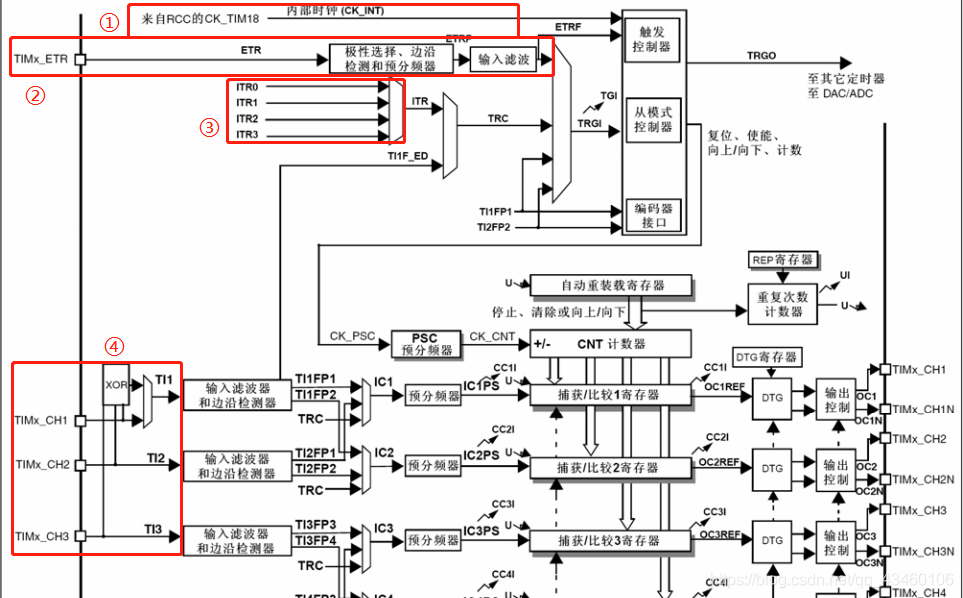 ①
来自RCC的CK_TIM18
内部时钟 (CK_INT)
TIMx_ETR
ETR
极性选择、边沿
检测和预分频器
ETRP
输入滤波
ETRF
②
③
ITR0
ITR1
ITR2
ITR3
ITR
TI1F_ED
TRC
TGI
TRGI
TI1FP1
TI2FP2
触发
控制器
从模式
控制器
编码器
接口
TRGO
至其它定时器
至 DAC/ADC
复位、使能、
向上/向下、计数
REP寄存器
U
自动重装载寄存器
重复次数
计数器
UI
U
停止、清除或向上/向下
CK_PSC
PSC
预分频器
CK_CNT
+/-
CNT 计数器
DTG寄存器
④
XOR
TI1
TIMx_CH1
输入滤波器
和边沿检测器
TI1FP1
TI1FP2
TRC
IC1
预分频器
IC1PS
CC1I
U
捕获/比较1寄存器
CC1I
OC1REF
DTG
输出
控制
OC1
OC1N
TIMx_CH1
TIMx_CH1N
TIMx_CH2
TI2
输入滤波器
和边沿检测器
TI2FP1
TI2FP2
TRC
IC2
预分频器
IC2PS
CC2I
U
捕获/比较2寄存器
CC2I
OC2REF
DTG
输出
控制
OC2
OC2N
TIMx_CH2
TIMx_CH2N
TIMx_CH3
TI3
输入滤波器
和边沿检测器
TI3FP3
TI3FP4
TRC
IC3
预分频器
IC3PS
CC3I
U
捕获/比较3寄存器
CC3I
OC3REF
DTG
输出
控制
OC3
OC3N
TIMx_CH3
TIMx_CH3N
IC4
CC4I
CC4I
TIMx_CH4
https://blog.csdn.net/qq_43460106